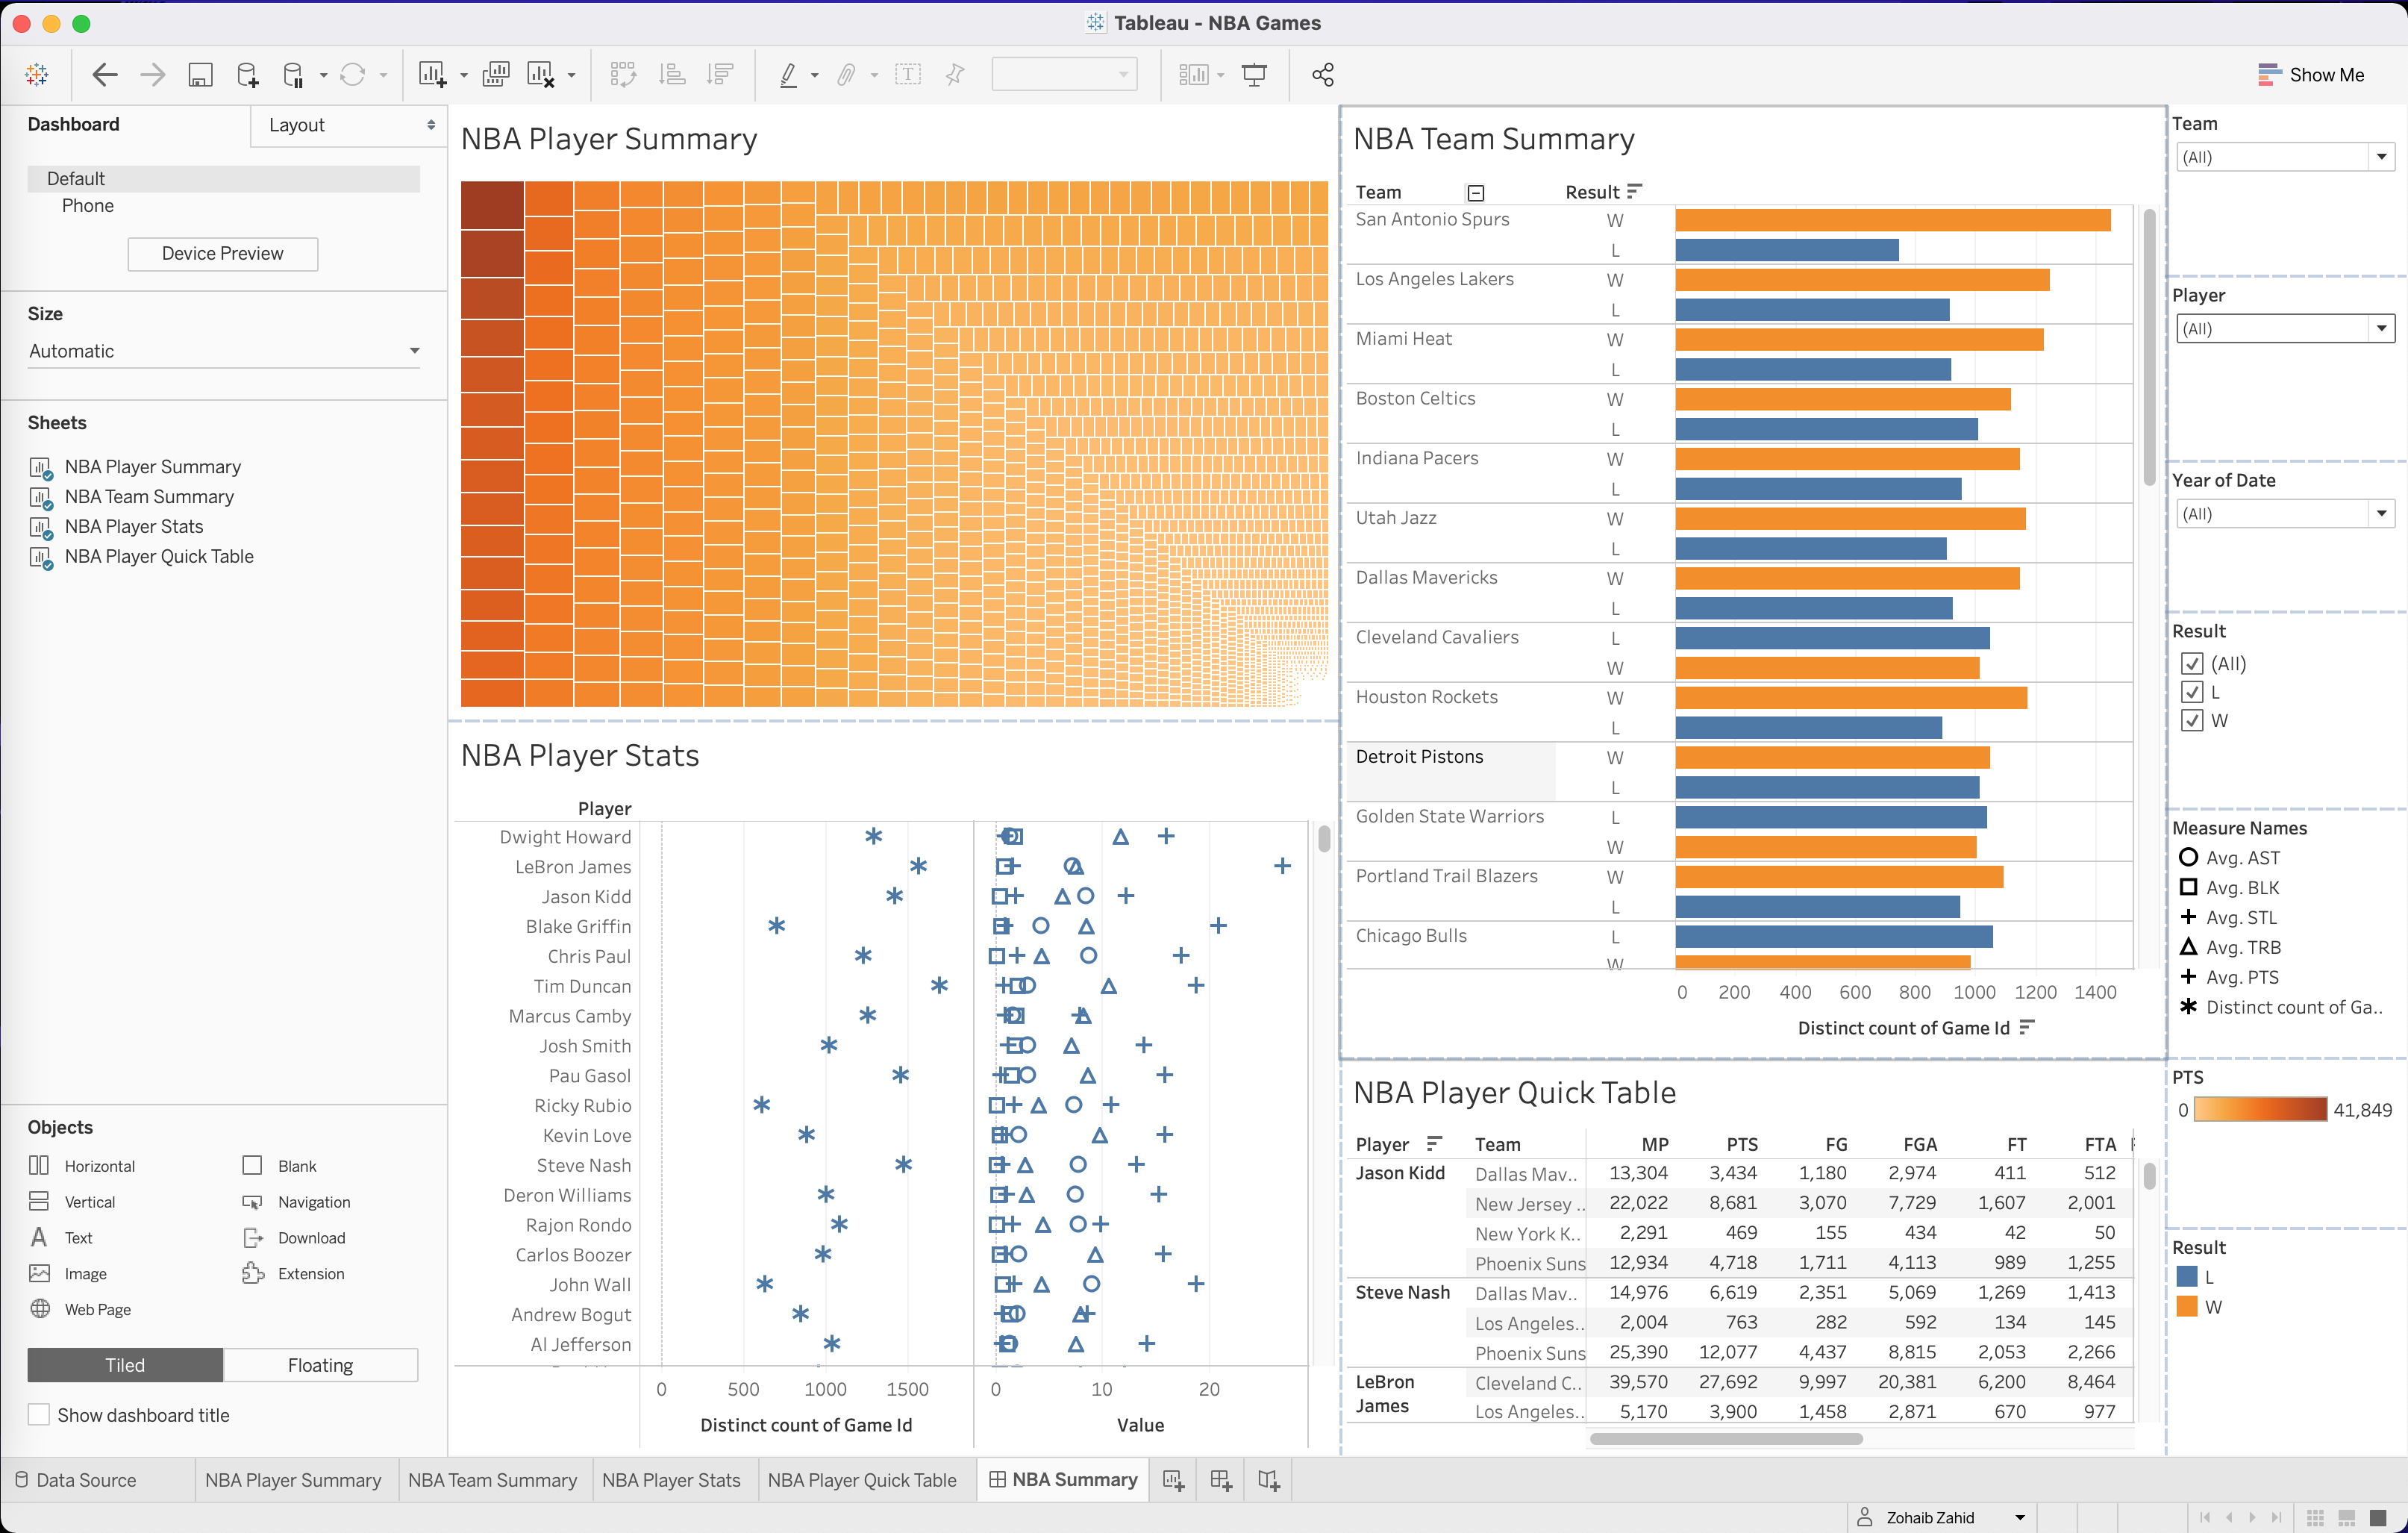 Tableau - NBA Games
Show Me
Dashboard
Layout
Default
Phone
Device Preview
Size
Automatic
Sheets
NBA Player Summary
NBA Team Summary
NBA Player Stats
NBA Player Quick Table
Objects
Horizontal
Blank
Vertical
Navigation
Text
Download
Image
Extension
Web Page
Tiled
Floating
Show dashboard title
NBA Player Summary
NBA Player Stats
Player
Dwight Howard
LeBron James
Jason Kidd
Blake Griffin
Chris Paul
Tim Duncan
Marcus Camby
Josh Smith
Pau Gasol
Ricky Rubio
Kevin Love
Steve Nash
Deron Williams
Rajon Rondo
Carlos Boozer
John Wall
Andrew Bogut
Al Jefferson
0 500 1000 1500 0 10 20
Distinct count of Game Id
Value
NBA Team Summary
Team Result
San Antonio Spurs W
L
Los Angeles Lakers W
L
Miami Heat W
L
Boston Celtics W
L
Indiana Pacers W
L
Utah Jazz W
L
Dallas Mavericks W
L
Cleveland Cavaliers L
W
Houston Rockets W
L
Detroit Pistons W
L
Golden State Warriors L
W
Portland Trail Blazers W
L
Chicago Bulls L
W
0 200 400 600 800 1000 1200 1400
Distinct count of Game Id
NBA Player Quick Table
Player Team MP PTS FG FGA FT FTA
Jason Kidd Dallas Mav.. 13,304 3,434 1,180 2,974 411 512
New Jersey .. 22,022 8,681 3,070 7,729 1,607 2,001
New York K.. 2,291 469 155 434 42 50
Phoenix Suns 12,934 4,718 1,711 4,113 989 1,255
Steve Nash Dallas Mav.. 14,976 6,619 2,351 5,069 1,269 1,413
Los Angeles.. 2,004 763 282 592 134 145
Phoenix Suns 25,390 12,077 4,437 8,815 2,053 2,266
LeBron James Cleveland C.. 39,570 27,692 9,997 20,381 6,200 8,464
Los Angeles.. 5,170 3,900 1,458 2,871 670 977
Team
(All)
Player
(All)
Year of Date
(All)
Result
(All)
L
W
Measure Names
Avg. AST
Avg. BLK
Avg. STL
Avg. TRB
Avg. PTS
Distinct count of Ga..
PTS
0 41,849
Result
L
W
Data Source
NBA Player Summary
NBA Team Summary
NBA Player Stats
NBA Player Quick Table
NBA Summary
Zohaib Zahid